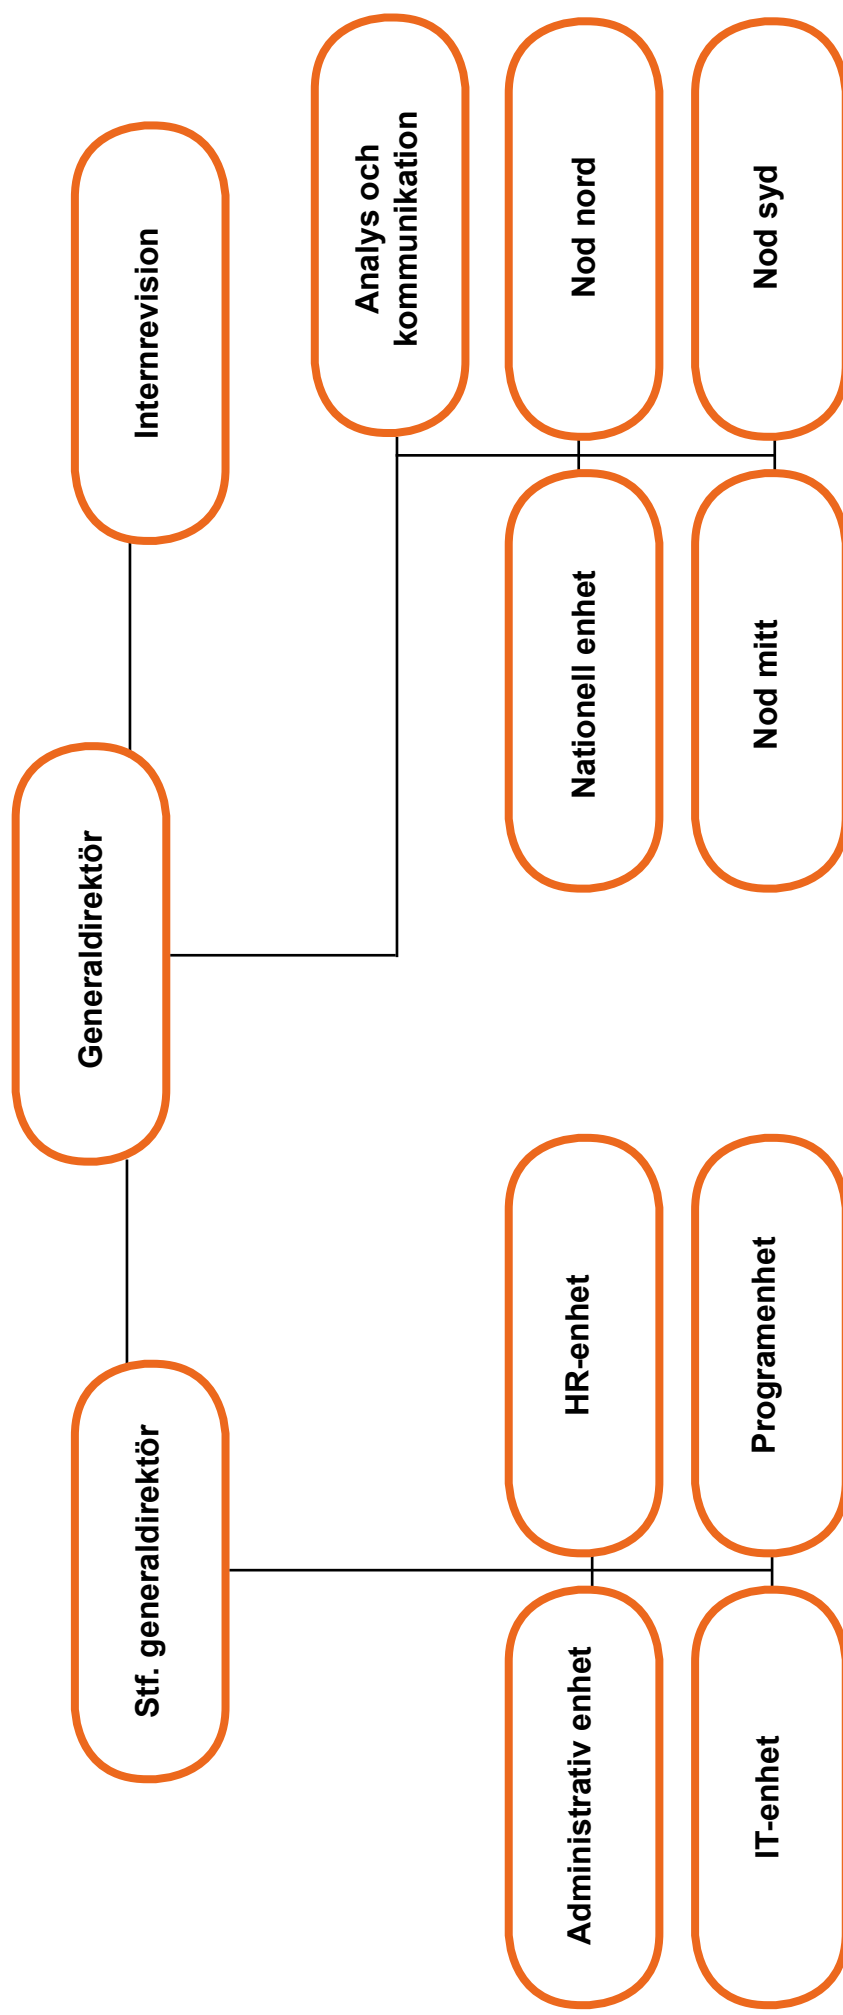 Generaldirektör
Stf. generaldirektör
Internrevision
Analys och
kommunikation
Administrativ enhet
HR-enhet
Nationell enhet
Nod nord
IT-enhet
Programenhet
Nod mitt
Nod syd